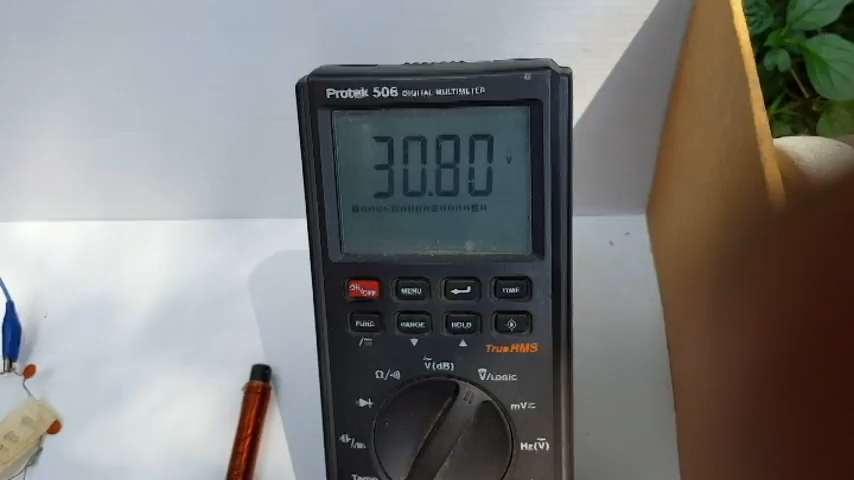 Protek 506 DIGITAL MULTIMETER
30.80 V
ON/OFF MENU TIME
FUNC RANGE HOLD
▼ ▲ True RMS
Ω V(dB) V/LOGIC
mV
Hz(V)
Temp